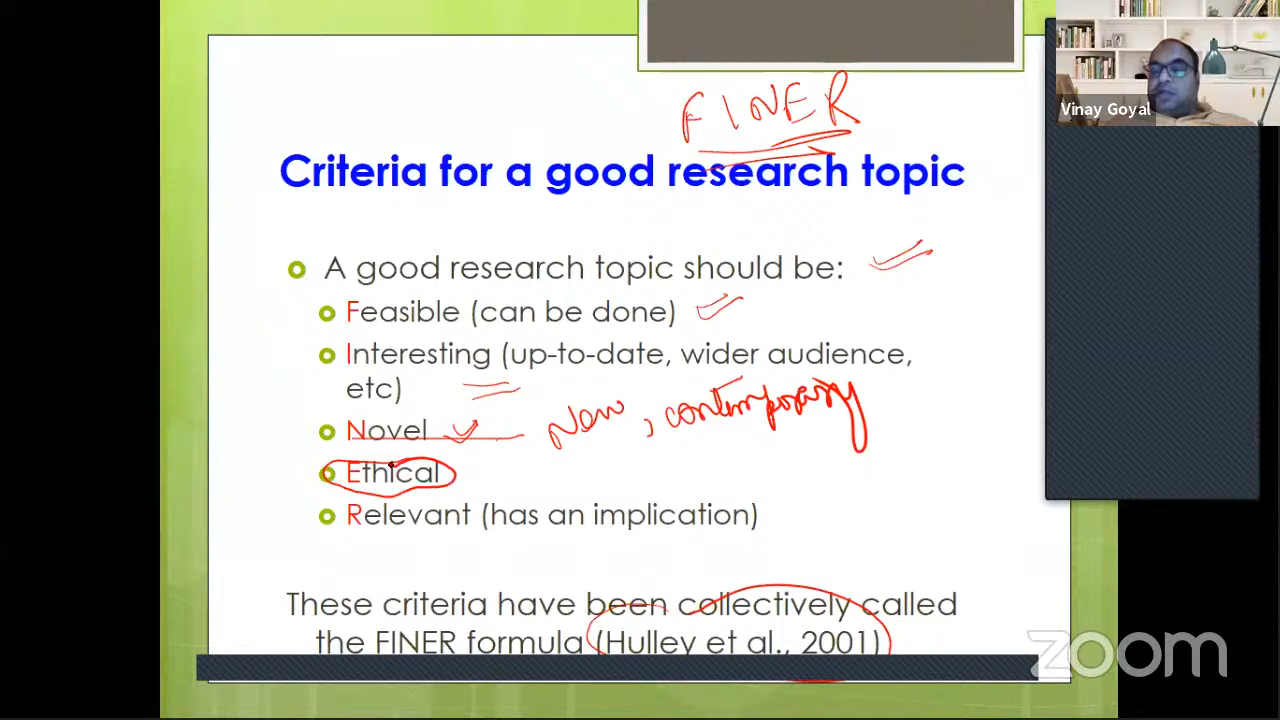 FINER
Vinay Goyal
Criteria for a good research topic
A good research topic should be:
Feasible (can be done)
Interesting (up-to-date, wider audience,
etc)
Novel
New, contemporary
Ethical
Relevant (has an implication)
These criteria have been collectively called
the FINER formula (Hulley et al., 2001)
zoom